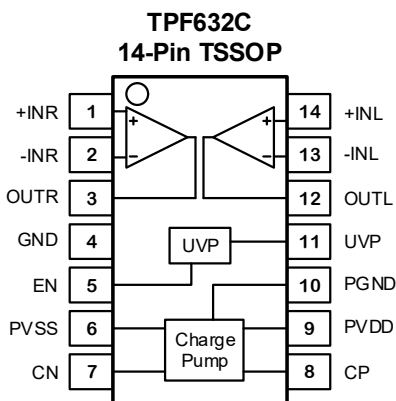 TPF632C
14-Pin TSSOP
+INR 1 + + 14 +INL
-INR 2 − − 13 -INL
OUTR 3 12 OUTL
GND 4 UVP 11 UVP
EN 5 10 PGND
PVSS 6 Charge 9 PVDD
CN 7 Pump 8 CP